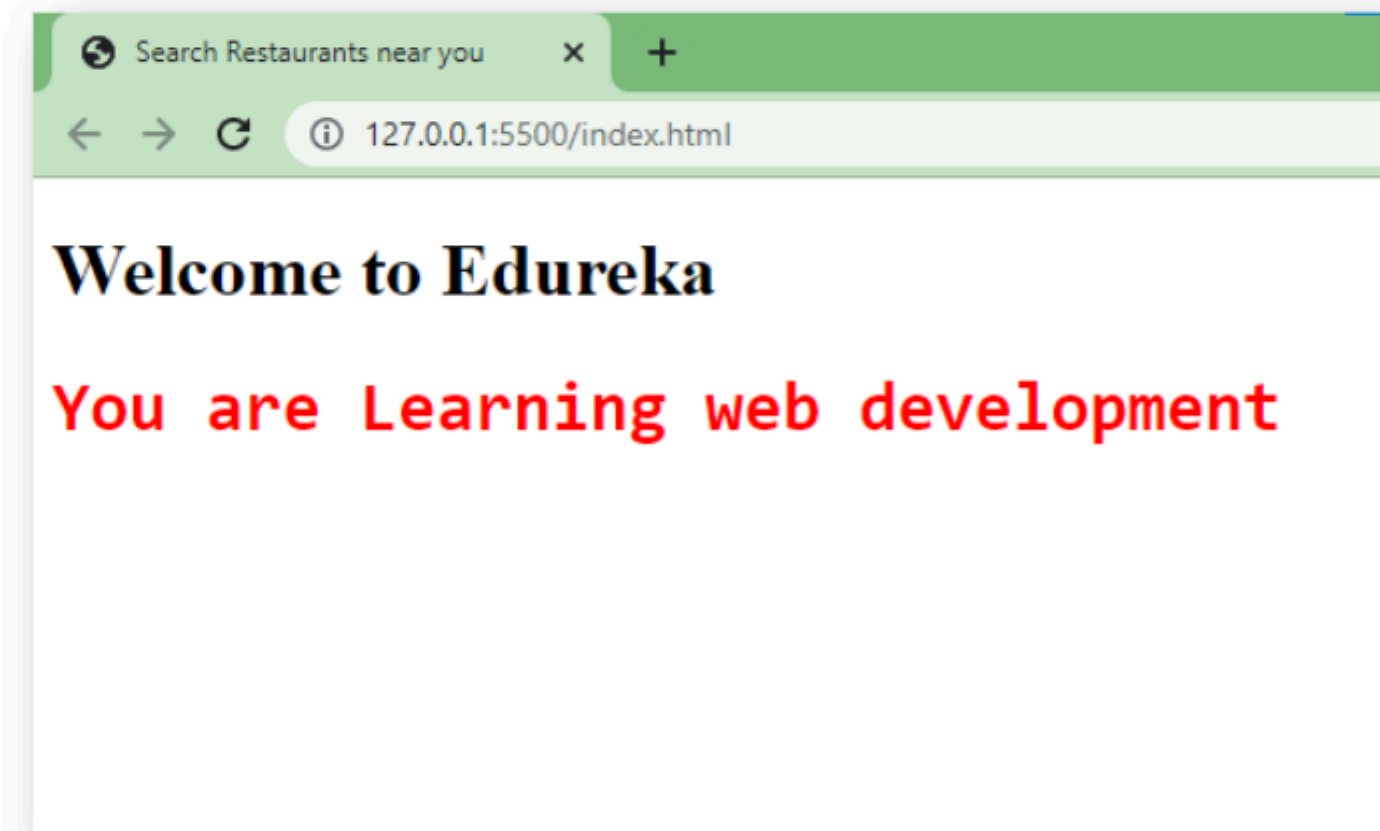 Search Restaurants near you
127.0.0.1:5500/index.html
Welcome to Edureka
You are Learning web development